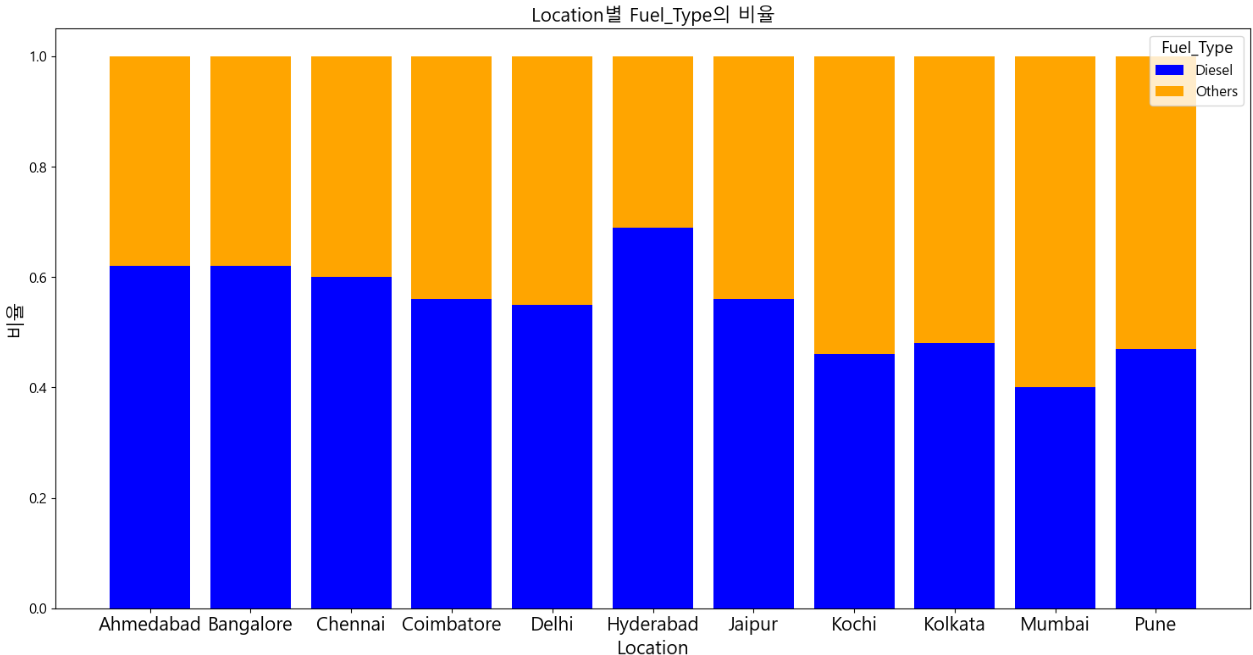 Location별 Fuel_Type의 비율
Fuel_Type
Diesel
Others
비율
1.0
0.8
0.6
0.4
0.2
0.0
Ahmedabad Bangalore Chennai Coimbatore Delhi Hyderabad Jaipur Kochi Kolkata Mumbai Pune
Location